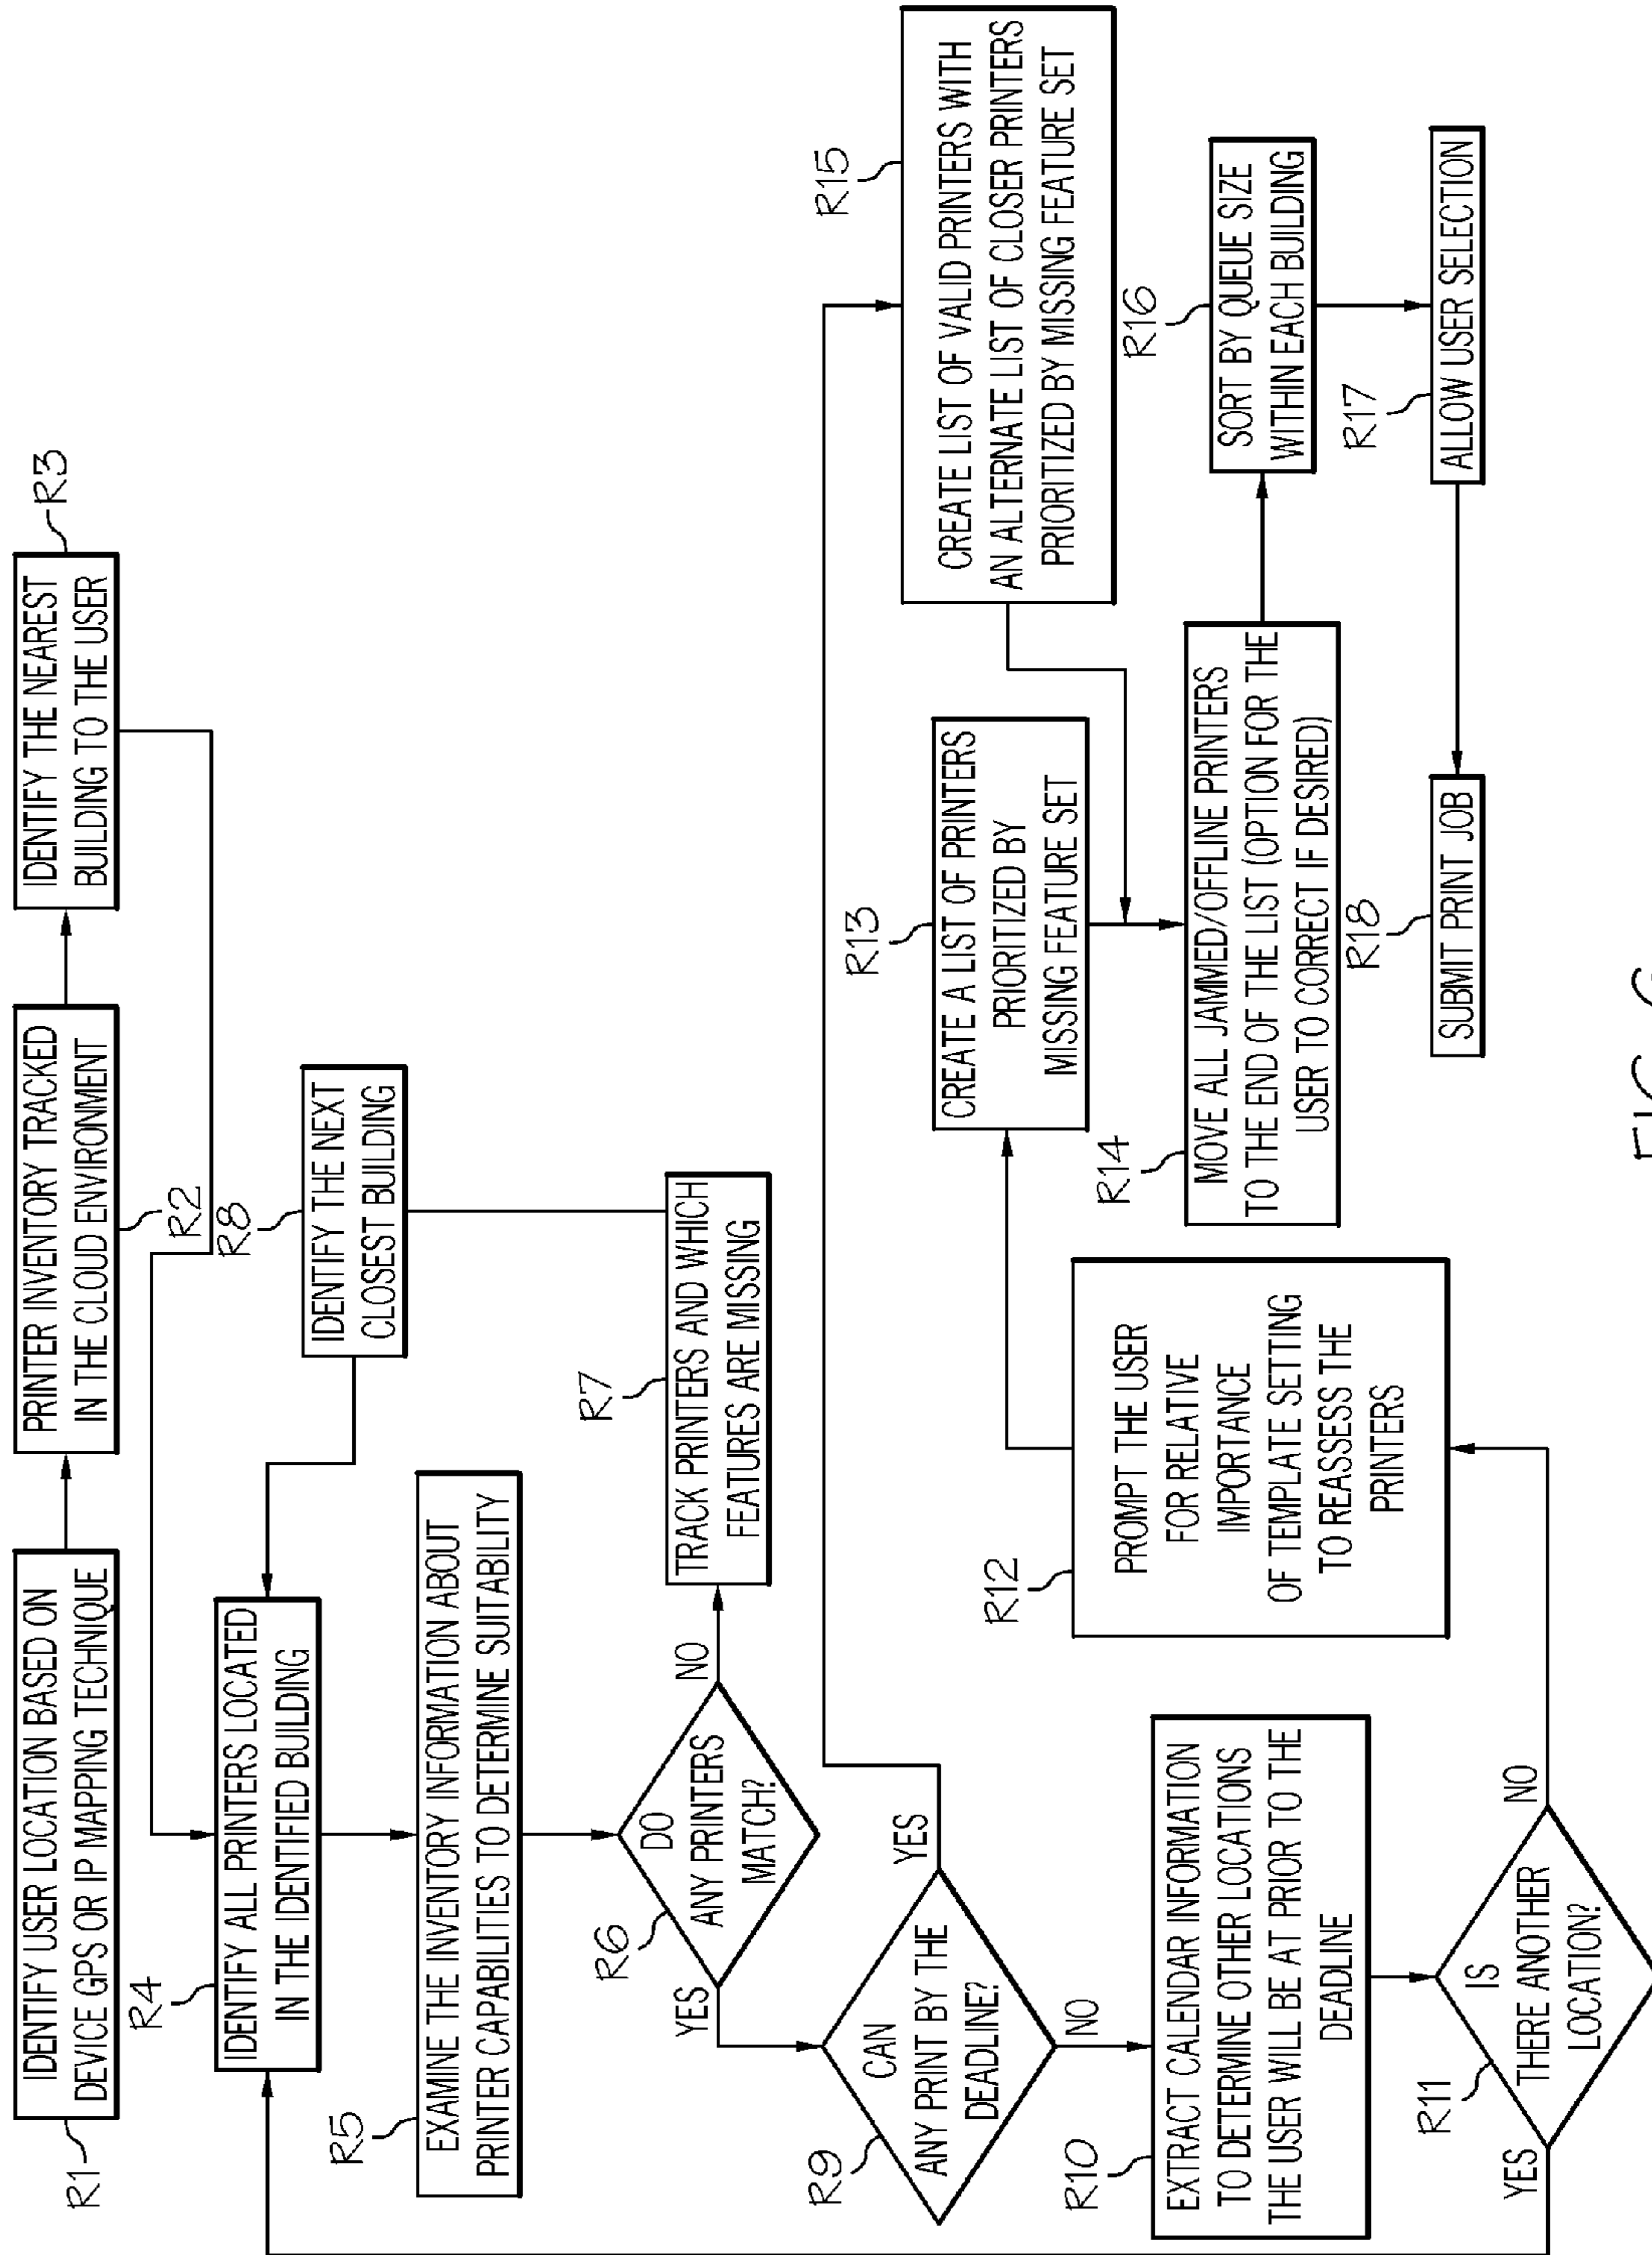 R1
IDENTIFY USER LOCATION BASED ON
DEVICE GPS OR IP MAPPING TECHNIQUE
PRINTER INVENTORY TRACKED
IN THE CLOUD ENVIRONMENT
R2
IDENTIFY THE NEAREST
BUILDING TO THE USER
R3
R4
IDENTIFY ALL PRINTERS LOCATED
IN THE IDENTIFIED BUILDING
R8
IDENTIFY THE NEXT
CLOSEST BUILDING
R5
EXAMINE THE INVENTORY INFORMATION ABOUT
PRINTER CAPABILITIES TO DETERMINE SUITABILITY
R6
DO
ANY PRINTERS
MATCH?
NO
YES
R7
TRACK PRINTERS AND WHICH
FEATURES ARE MISSING
R9
CAN
ANY PRINT BY THE
DEADLINE?
YES
NO
R10
EXTRACT CALENDAR INFORMATION
TO DETERMINE OTHER LOCATIONS
THE USER WILL BE AT PRIOR TO THE
DEADLINE
R11
IS
THERE ANOTHER
LOCATION?
YES
NO
R12
PROMPT THE USER
FOR RELATIVE
IMPORTANCE
OF TEMPLATE SETTING
TO REASSESS THE
PRINTERS
R13
CREATE A LIST OF PRINTERS
PRIORITIZED BY
MISSING FEATURE SET
R15
CREATE LIST OF VALID PRINTERS WITH
AN ALTERNATE LIST OF CLOSER PRINTERS
PRIORITIZED BY MISSING FEATURE SET
R14
MOVE ALL JAMMED/OFFLINE PRINTERS
TO THE END OF THE LIST (OPTION FOR THE
USER TO CORRECT IF DESIRED)
R16
SORT BY QUEUE SIZE
WITHIN EACH BUILDING
R17
ALLOW USER SELECTION
R18
SUBMIT PRINT JOB
FIG.